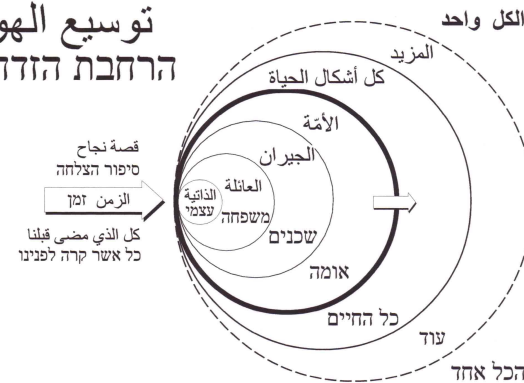 توسيع الهو
הרחבת הזדה
الكل واحد
المزيد
كل أشكال الحياة
الأمّة
الجيران
العائلة
الذاتية
עצמי
משפחה
שכנים
אומה
כל החיים
עוד
הכל אחד
قصة نجاح
סיפור הצלחה
الزمن זמן
كل الذي مضى قبلنا
כל אשר קרה לפנינו